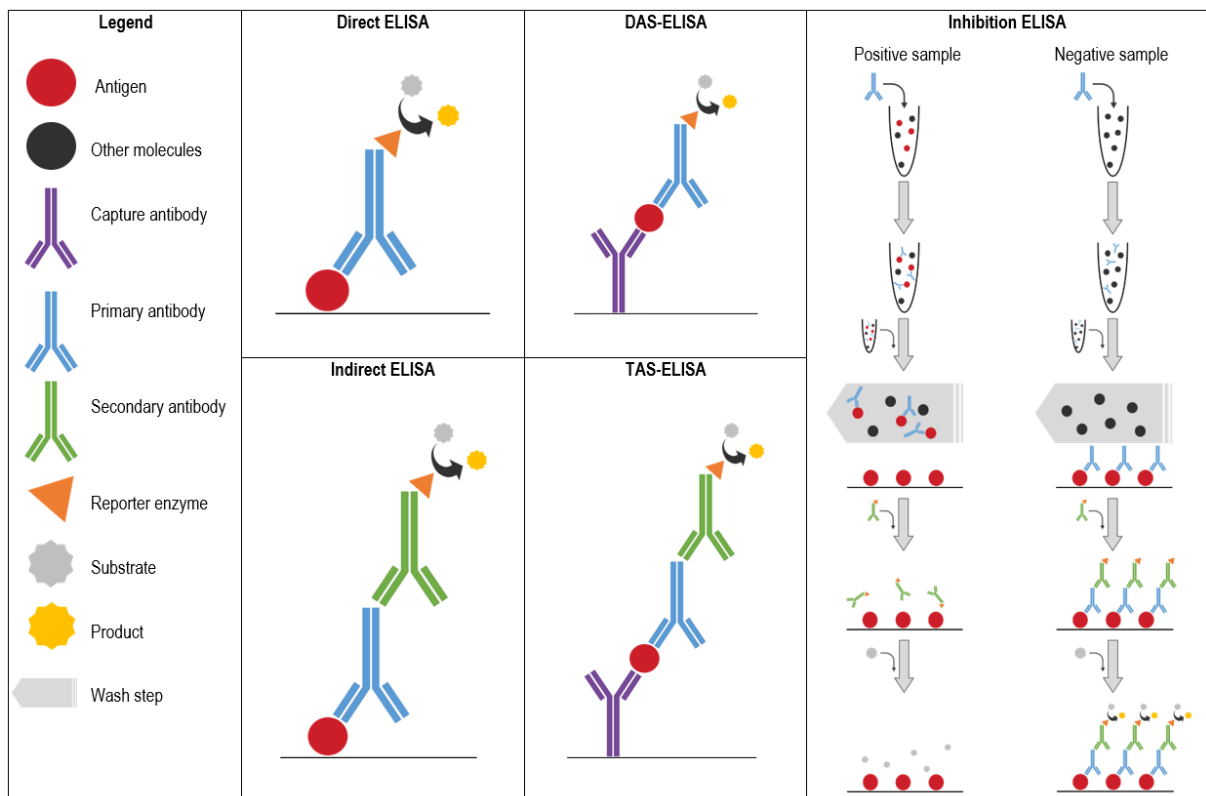 Legend
Antigen
Other molecules
Capture antibody
Primary antibody
Secondary antibody
Reporter enzyme
Substrate
Product
Wash step
Direct ELISA
DAS-ELISA
Indirect ELISA
TAS-ELISA
Inhibition ELISA
Positive sample
Negative sample